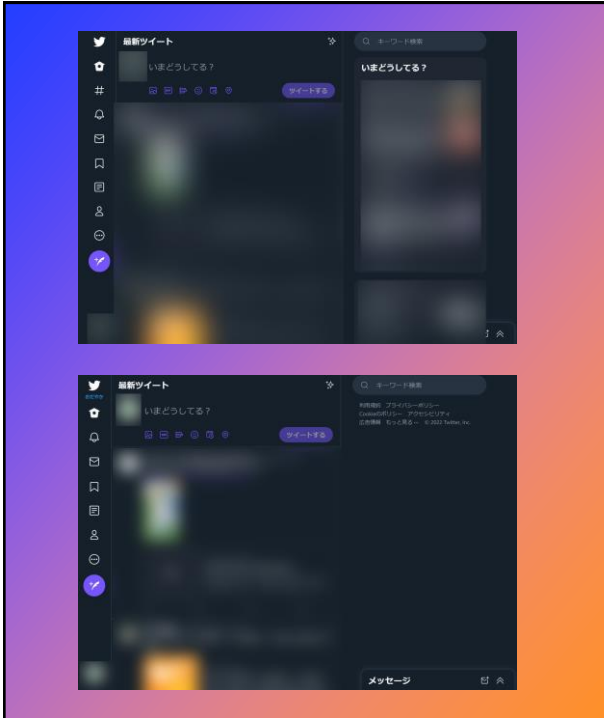 最新ツイート
キーワード検索
いまどうしてる？
いまどうしてる？
ツイートする
最新ツイート
キーワード検索
おだやか
いまどうしてる？
ツイートする
利用規約 プライバシーポリシー
Cookieのポリシー アクセシビリティ
広告情報 もっと見る… © 2022 Twitter, Inc.
メッセージ